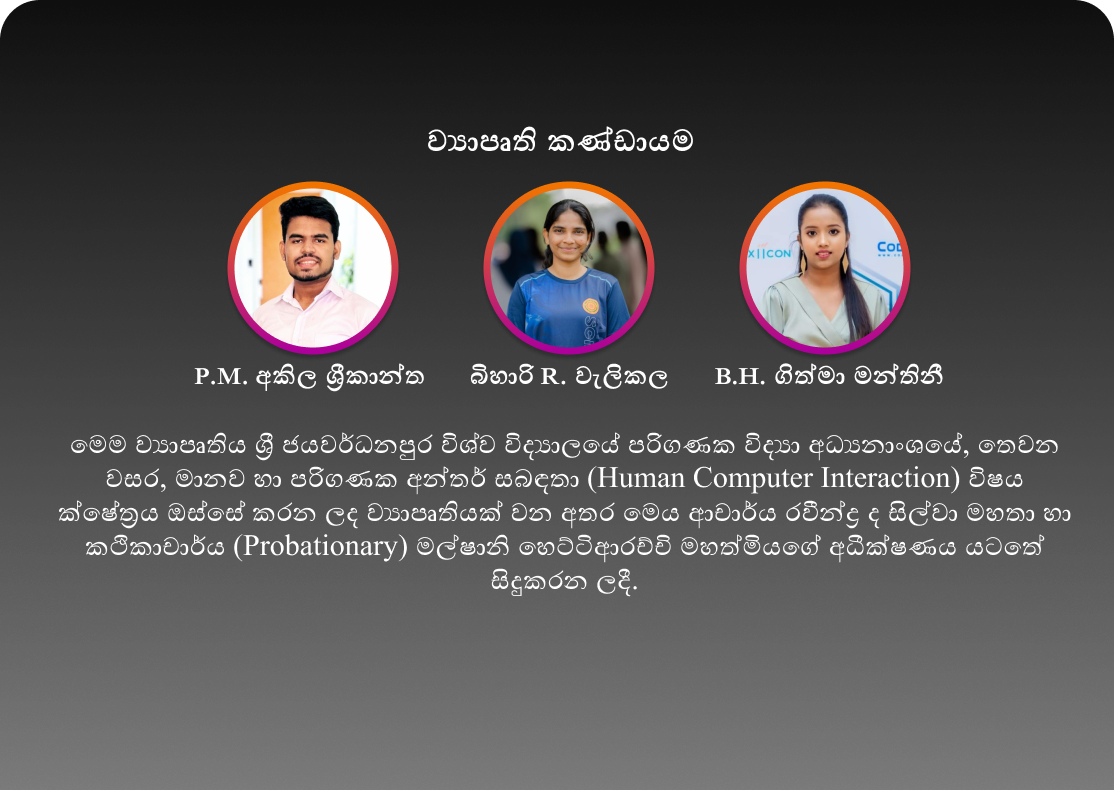 ව්‍යාපෘති කණ්ඩායම
X||CON
P.M. අකිල ශ්‍රීකාන්ත
බිහාරි R. වැලිකල
B.H. ගිත්මා මන්තිනී
මෙම ව්‍යාපෘතිය ශ්‍රී ජයවර්ධනපුර විශ්ව විද්‍යාලයේ පරිගණක විද්‍යා අධ්‍යනාංශයේ, තෙවන
වසර, මානව හා පරිගණක අන්තර් සබඳතා (Human Computer Interaction) විෂය
ක්ෂේත්‍රය ඔස්සේ කරන ලද ව්‍යාපෘතියක් වන අතර මෙය ආචාර්ය රවීන්ද්‍ර ද සිල්වා මහතා හා
කථිකාචාර්ය (Probationary) මල්ෂානි හෙට්ටිආරච්චි මහත්මියගේ අධීක්ෂණය යටතේ
සිදුකරන ලදී.